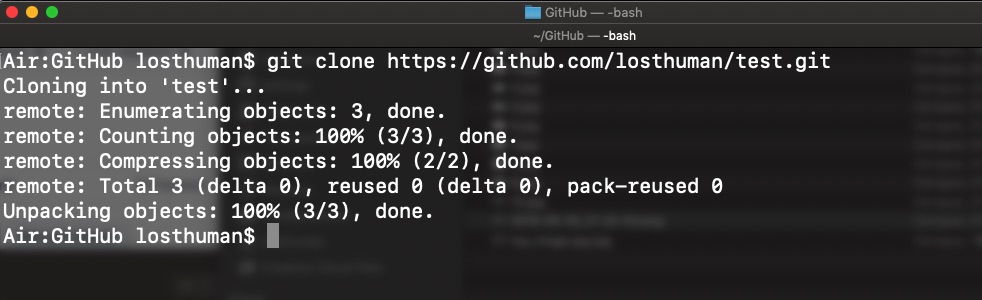 GitHub — -bash
~/GitHub — -bash
[Air:GitHub losthuman$ git clone https://github.com/losthuman/test.git
Cloning into 'test'...
remote: Enumerating objects: 3, done.
remote: Counting objects: 100% (3/3), done.
remote: Compressing objects: 100% (2/2), done.
remote: Total 3 (delta 0), reused 0 (delta 0), pack-reused 0
Unpacking objects: 100% (3/3), done.
Air:GitHub losthuman$